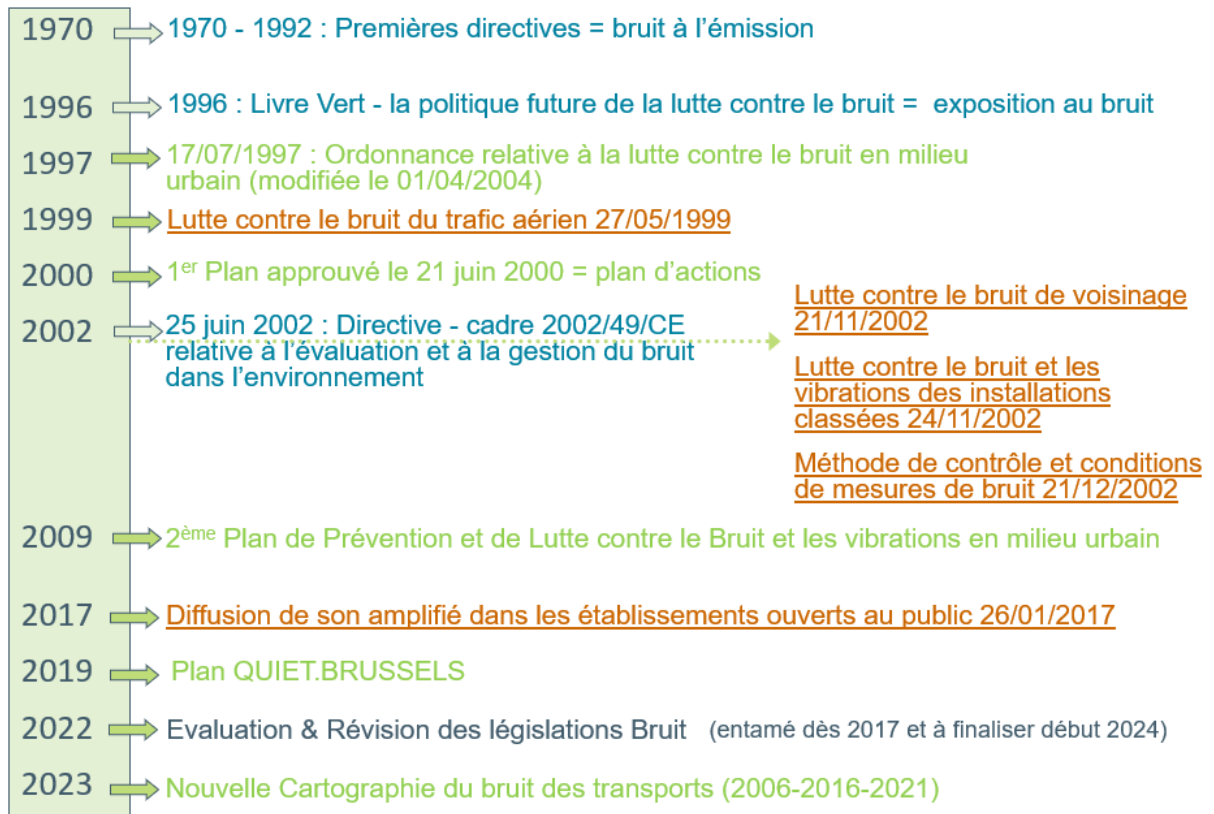 1970
1970 - 1992 : Premières directives = bruit à l’émission
1996
1996 : Livre Vert - la politique future de la lutte contre le bruit = exposition au bruit
1997
17/07/1997 : Ordonnance relative à la lutte contre le bruit en milieu
urbain (modifiée le 01/04/2004)
1999
Lutte contre le bruit du trafic aérien 27/05/1999
2000
1er Plan approuvé le 21 juin 2000 = plan d’actions
2002
25 juin 2002 : Directive - cadre 2002/49/CE
relative à l’évaluation et à la gestion du bruit
dans l’environnement
Lutte contre le bruit de voisinage
21/11/2002
Lutte contre le bruit et les
vibrations des installations
classées 24/11/2002
Méthode de contrôle et conditions
de mesures de bruit 21/12/2002
2009
2ème Plan de Prévention et de Lutte contre le Bruit et les vibrations en milieu urbain
2017
Diffusion de son amplifié dans les établissements ouverts au public 26/01/2017
2019
Plan QUIET.BRUSSELS
2022
Evaluation & Révision des législations Bruit (entamé dès 2017 et à finaliser début 2024)
2023
Nouvelle Cartographie du bruit des transports (2006-2016-2021)